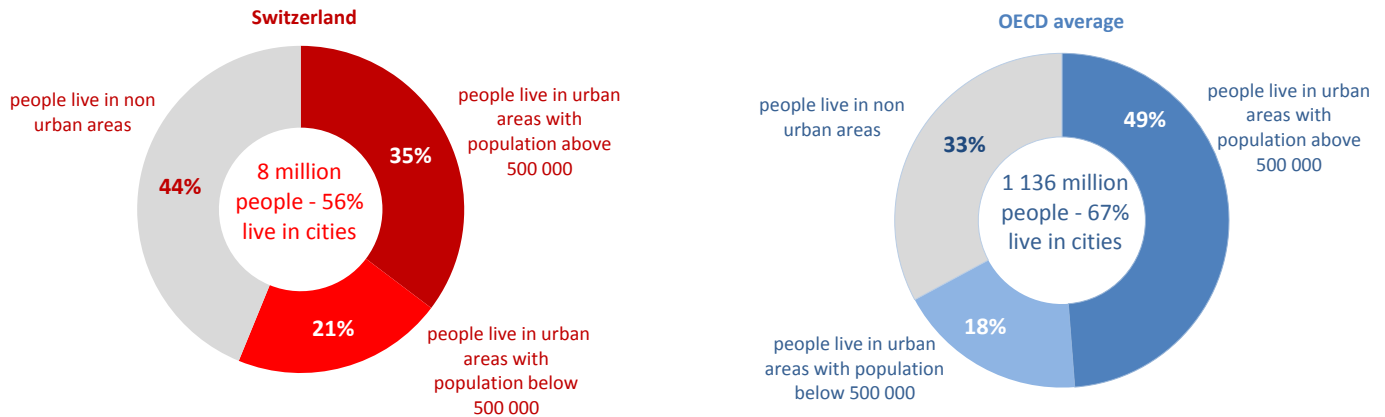 Switzerland
people live in non
urban areas
44%
35%
people live in urban
areas with
population above
500 000
8 million
people - 56%
live in cities
21%
people live in urban
areas with
population below
500 000
OECD average
people live in non
urban areas
33%
49%
people live in urban
areas with
population above
500 000
1 136 million
people - 67%
live in cities
18%
people live in urban
areas with population
below 500 000